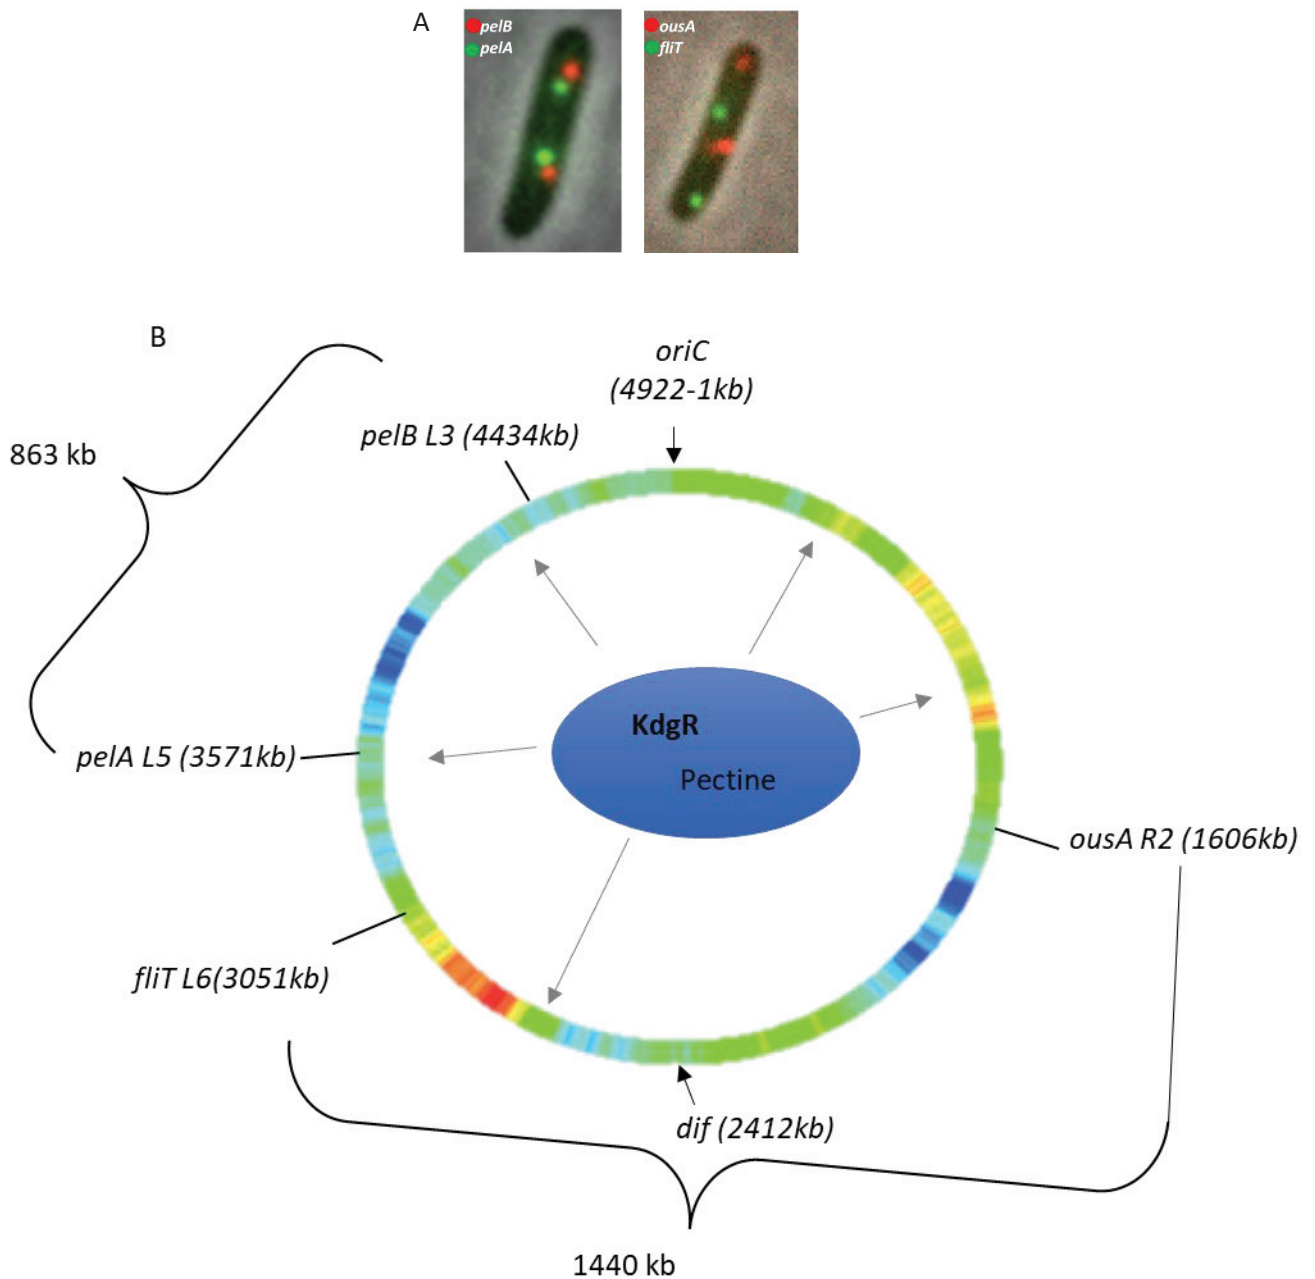 A
pelB
pelA
ousA
fliT
B
oriC
(4922-1kb)
pelB L3 (4434kb)
863 kb
KdgR
Pectine
pelA L5 (3571kb)
ousA R2 (1606kb)
fliT L6(3051kb)
dif (2412kb)
1440 kb